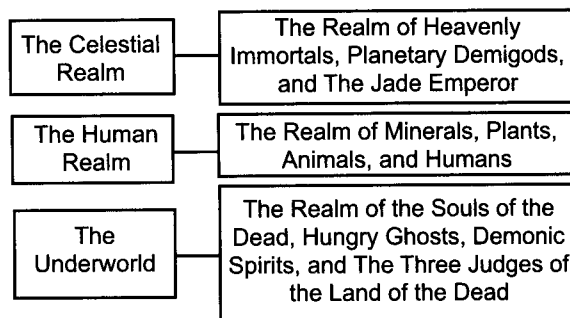 The Celestial
Realm
The Realm of Heavenly
Immortals, Planetary Demigods,
and The Jade Emperor
The Human
Realm
The Realm of Minerals, Plants,
Animals, and Humans
The
Underworld
The Realm of the Souls of the
Dead, Hungry Ghosts, Demonic
Spirits, and The Three Judges of
the Land of the Dead